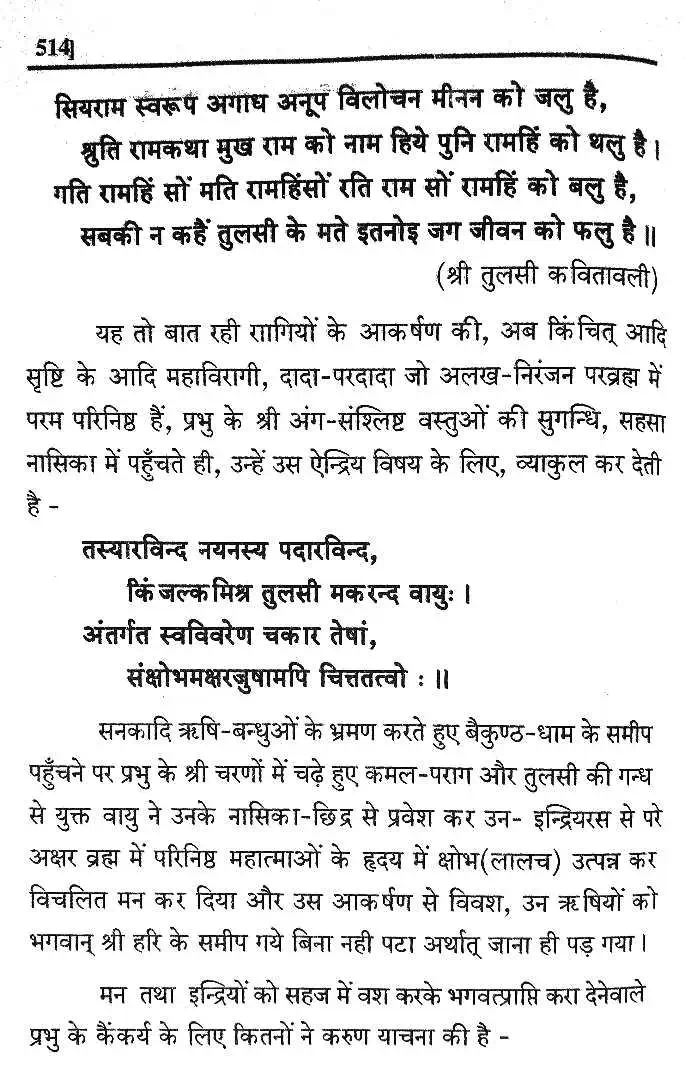 514]
सियराम स्वरूप अगाध अनूप विलोचन मीनन को जलु है,
श्रुति रामकथा मुख राम को नाम हिये पुनि रामहिं को थलु है।
गति रामहिं सों मति रामहिंसों रति राम सों रामहिं को बलु है,
सबकी न कहैं तुलसी के मते इतनोइ जग जीवन को फलु है॥
(श्री तुलसी कवितावली)
यह तो बात रही राागियों के आकर्षण की, अब किंचित् आदि
सृष्टि के आदि महाविरागी, दादा-परदादा जो अलख-निरंजन परव्रह्म में
परम परिनिष्ठ हैं, प्रभु के श्री अंग-संश्लिष्ट वस्तुओं की सुगन्धि, सहसा
नासिका में पहुँचते ही, उन्हें उस ऐन्द्रिय विषय के लिए, व्याकुल कर देती
है -
तस्यारविन्द नयनस्य पदारविन्द,
किंजल्कमिश्र तुलसी मकरन्द वायुः।
अंतर्गत स्वविवरेण चकार तेषां,
संक्षोभमक्षरजुषामपि चित्ततत्वो : ॥
सनकादि ऋषि-बन्धुओं के भ्रमण करते हुए बैकुण्ठ-धाम के समीप
पहुँचने पर प्रभु के श्री चरणों में चढ़े हुए कमल-पराग और तुलसी की गन्ध
से युक्त वायु ने उनके नासिका-छिद्र से प्रवेश कर उन- इन्द्रियरस से परे
अक्षर व्रह्म में परिनिष्ठ महात्माओं के हृदय में क्षोभ(लालच) उत्पन्न कर
विचलित मन कर दिया और उस आकर्षण से विवश, उन ऋषियों को
भगवान् श्री हरि के समीप गये बिना नही पटा अर्थात् जाना ही पड़ गया।
मन तथा इन्द्रियों को सहज में वश करके भगवत्प्राप्ति करा देनेवाले
प्रभु के कैंकर्य के लिए कितनों ने करुण याचना की है -